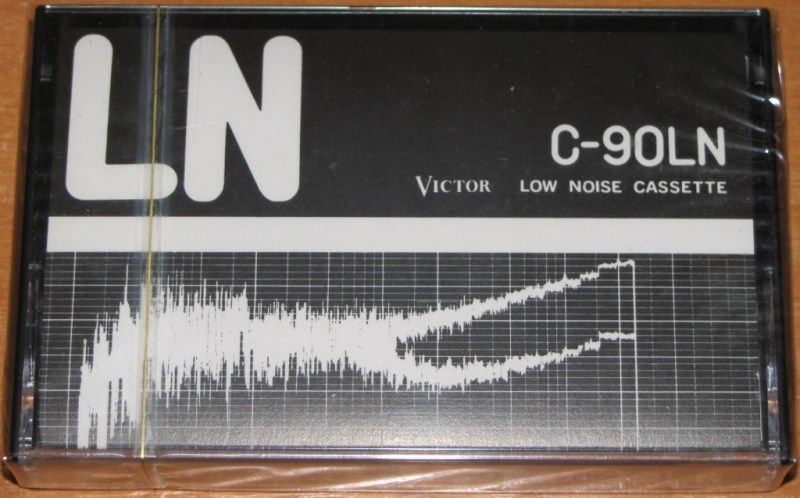 LN
C-90LN
VICTOR LOW NOISE CASSETTE